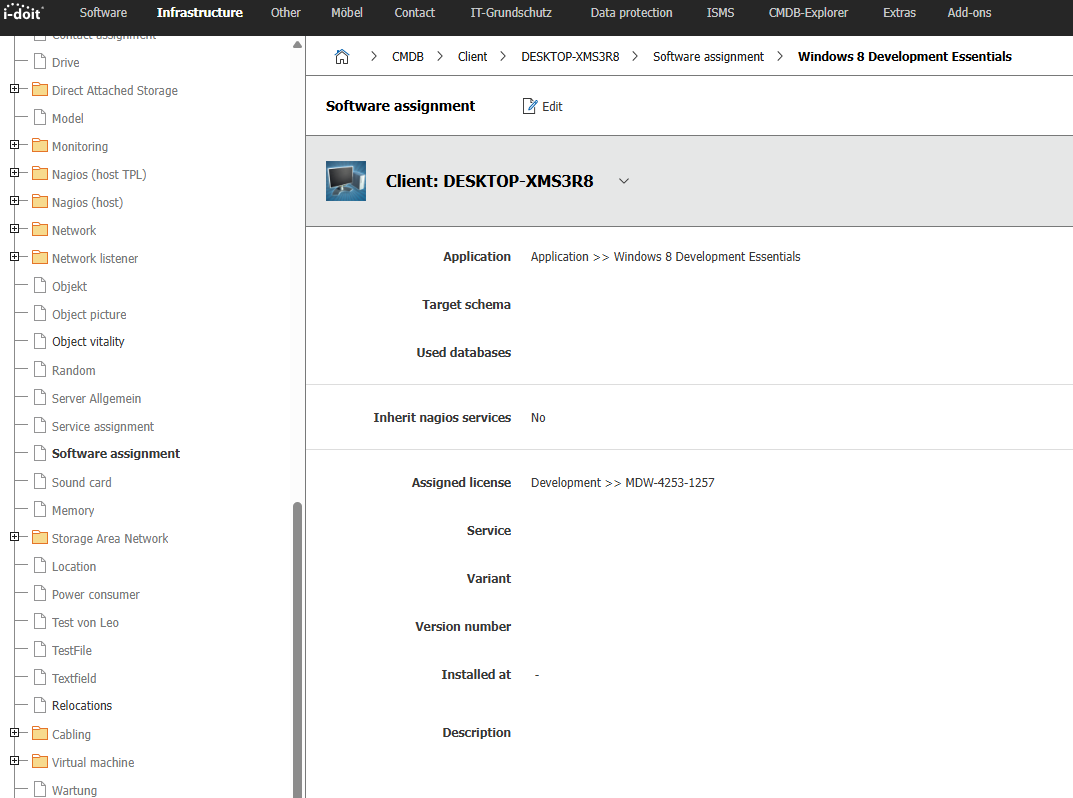 i-doit
Software Infrastructure Other Möbel Contact IT-Grundschutz Data protection ISMS CMDB-Explorer Extras Add-ons
Contact assignment
Drive
Direct Attached Storage
Model
Monitoring
Nagios (host TPL)
Nagios (host)
Network
Network listener
Objekt
Object picture
Object vitality
Random
Server Allgemein
Service assignment
Software assignment
Sound card
Memory
Storage Area Network
Location
Power consumer
Test von Leo
TestFile
Textfield
Relocations
Cabling
Virtual machine
Wartung
CMDB > Client > DESKTOP-XMS3R8 > Software assignment > Windows 8 Development Essentials
Software assignment Edit
Client: DESKTOP-XMS3R8
Application Application >> Windows 8 Development Essentials
Target schema
Used databases
Inherit nagios services No
Assigned license Development >> MDW-4253-1257
Service
Variant
Version number
Installed at -
Description